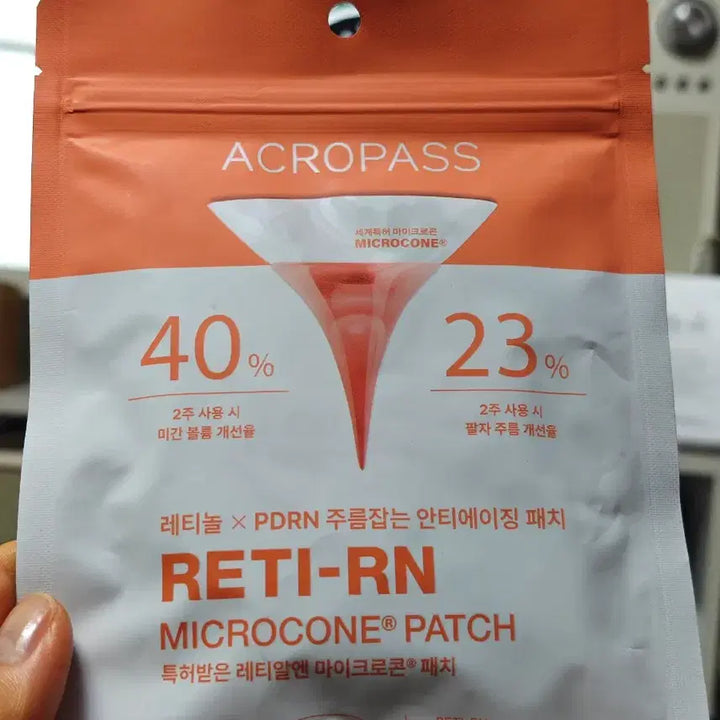 ACROPASS
세계특허 마이크로콘
MICROCONE®
40%
2주 사용 시
미간 볼륨 개선율
23%
2주 사용 시
팔자 주름 개선율
레티놀 × PDRN 주름잡는 안티에이징 패치
RETI-RN
MICROCONE® PATCH
특허받은 레티알엔 마이크로콘® 패치